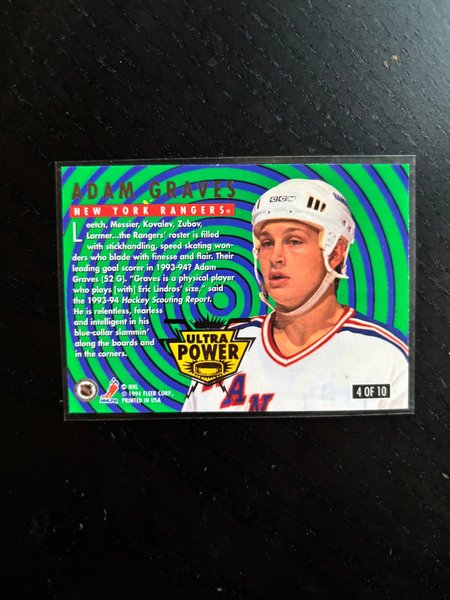 ADAM GRAVES
NEW YORK RANGERS®
Leetch, Messier, Kovalev, Zubov,
Larmer...the Rangers' roster is filled
with stickhandling, speed skating won-
ders who blade with finesse and flair. Their
leading goal scorer in 1993-94? Adam
Graves (52 G). "Graves is a physical player
who plays [with] Eric Lindros' size," said
the 1993-94 Hockey Scouting Report.
He is relentless, fearless
and intelligent in his
blue-collar slammin'
along the boards and
in the corners.
CCM
ULTRA
POWER
RAN
NHL
NHLPA
© NHL
© 1994 FLEER CORP.
PRINTED IN USA
4 OF 10